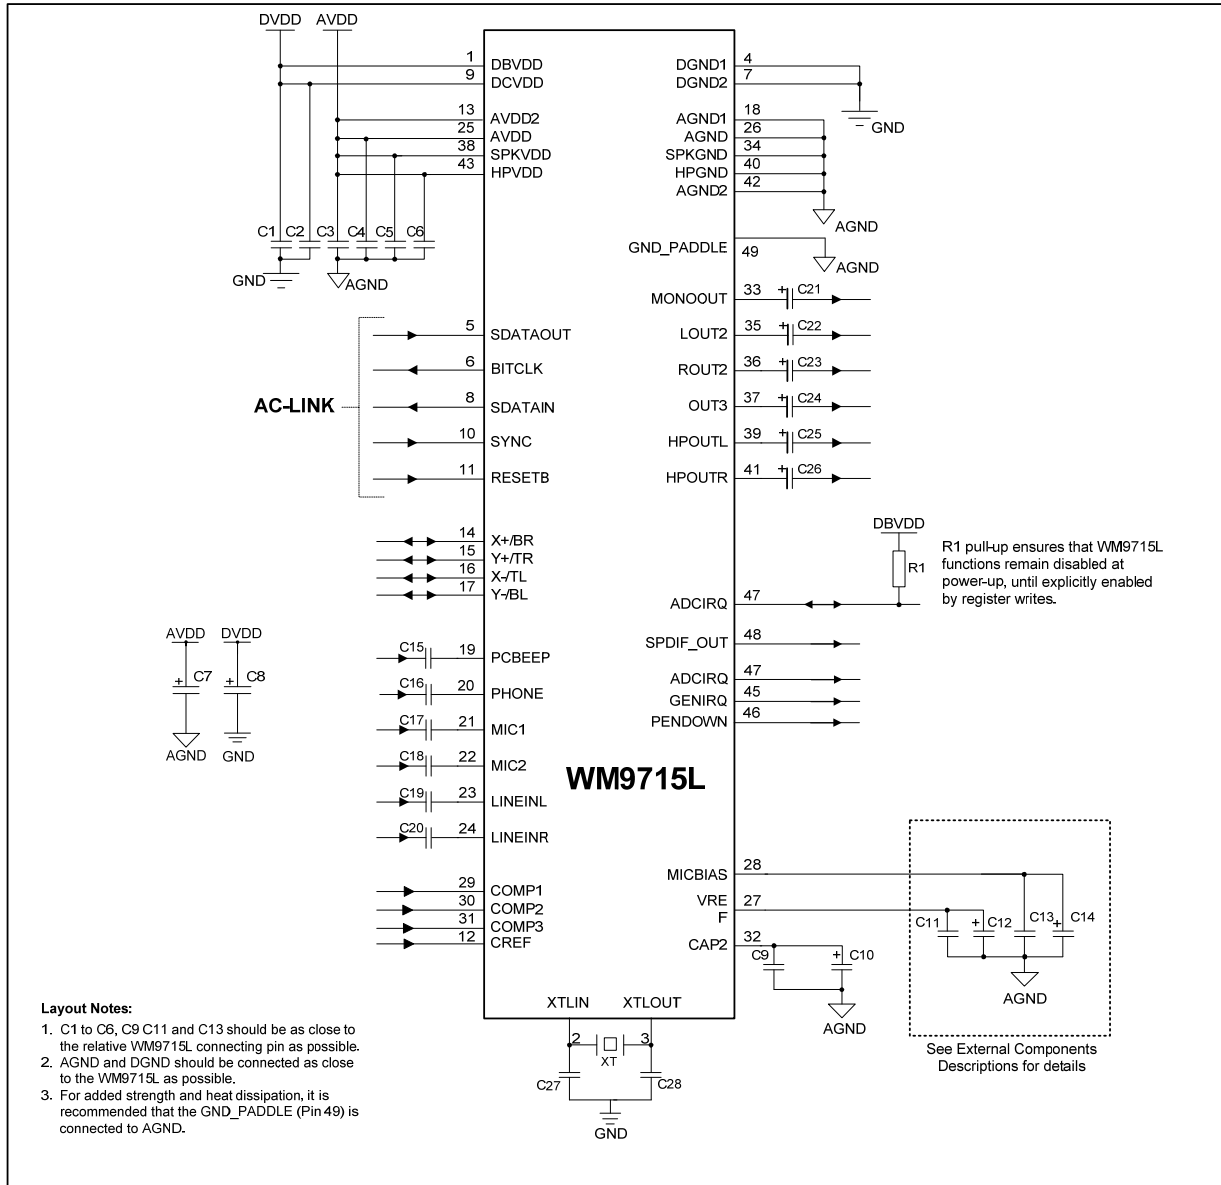 DVDD AVDD
1 DBVDD
9 DCVDD
13 AVDD2
25 AVDD
38 SPKVDD
43 HPVDD
C1 C2 C3 C4 C5 C6
GND AGND
DGND1 4
DGND2 7
GND
AGND1 18
AGND 26
SPKGND 34
HPGND 40
AGND2 42
AGND
GND_PADDLE 49
AGND
AC-LINK
5 SDATAOUT
6 BITCLK
8 SDATAIN
10 SYNC
11 RESETB
MONOOUT 33 + C21
LOUT2 35 + C22
ROUT2 36 + C23
OUT3 37 + C24
HPOUTL 39 + C25
HPOUTR 41 + C26
14 X+/BR
15 Y+/TR
16 X-/TL
17 Y-/BL
DBVDD
R1
R1 pull-up ensures that WM9715L
functions remain disabled at
power-up, until explicitly enabled
by register writes.
ADCIRQ 47
SPDIF_OUT 48
ADCIRQ 47
GENIRQ 45
PENDOWN 46
AVDD DVDD
+ C7 + C8
AGND GND
C15 19 PCBEEP
C16 20 PHONE
C17 21 MIC1
C18 22 MIC2
C19 23 LINEINL
C20 24 LINEINR
WM9715L
29 COMP1
30 COMP2
31 COMP3
12 CREF
MICBIAS 28
VRE
F
27
CAP2 32
C9 + C10
AGND
C11 + C12 C13 + C14
AGND
See External Components
Descriptions for details
XTLIN XTLOUT
2 3
XT
C27 C28
GND
Layout Notes:
1. C1 to C6, C9 C11 and C13 should be as close to
the relative WM9715L connecting pin as possible.
2. AGND and DGND should be connected as close
to the WM9715L as possible.
3. For added strength and heat dissipation, it is
recommended that the GND_PADDLE (Pin 49) is
connected to AGND.